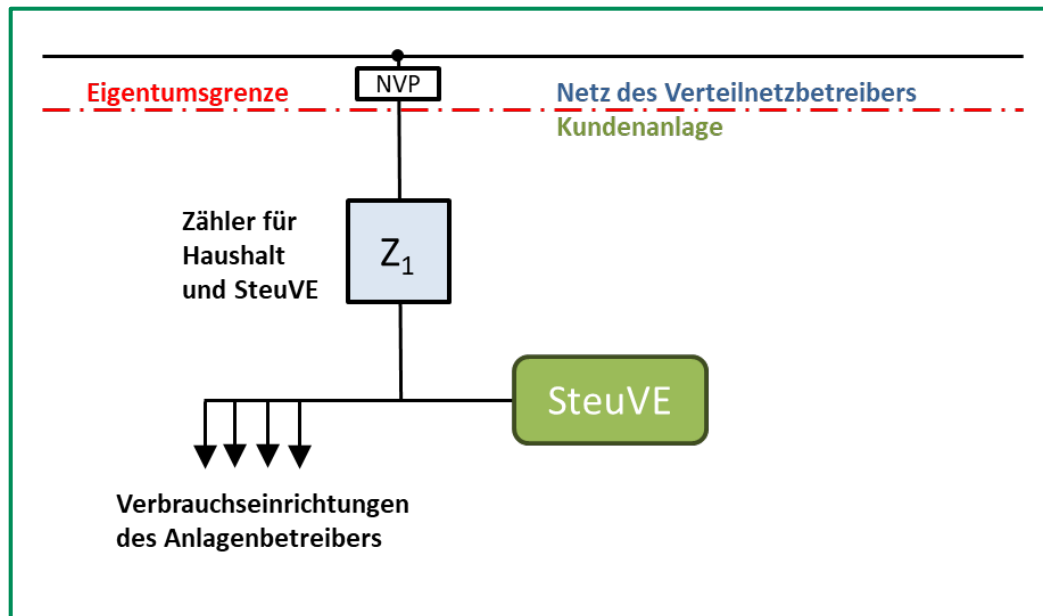 NVP
Eigentumsgrenze
Netz des Verteilnetzbetreibers
Kundenanlage
Zähler für
Haushalt
und SteuVE
Z₁
SteuVE
Verbrauchseinrichtungen
des Anlagenbetreibers